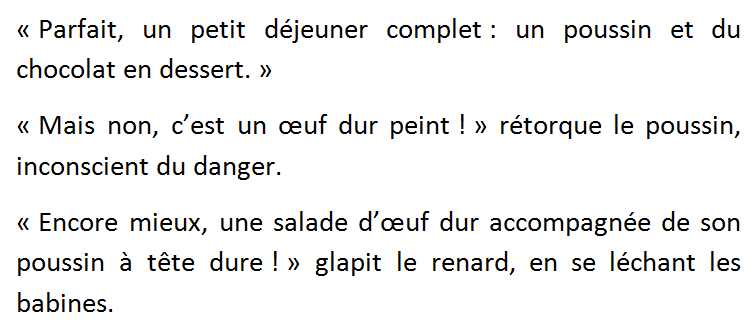 « Parfait, un petit déjeuner complet : un poussin et du
chocolat en dessert. »
« Mais non, c’est un œuf dur peint ! » rétorque le poussin,
inconscient du danger.
« Encore mieux, une salade d’œuf dur accompagnée de son
poussin à tête dure ! » glapit le renard, en se léchant les
babines.